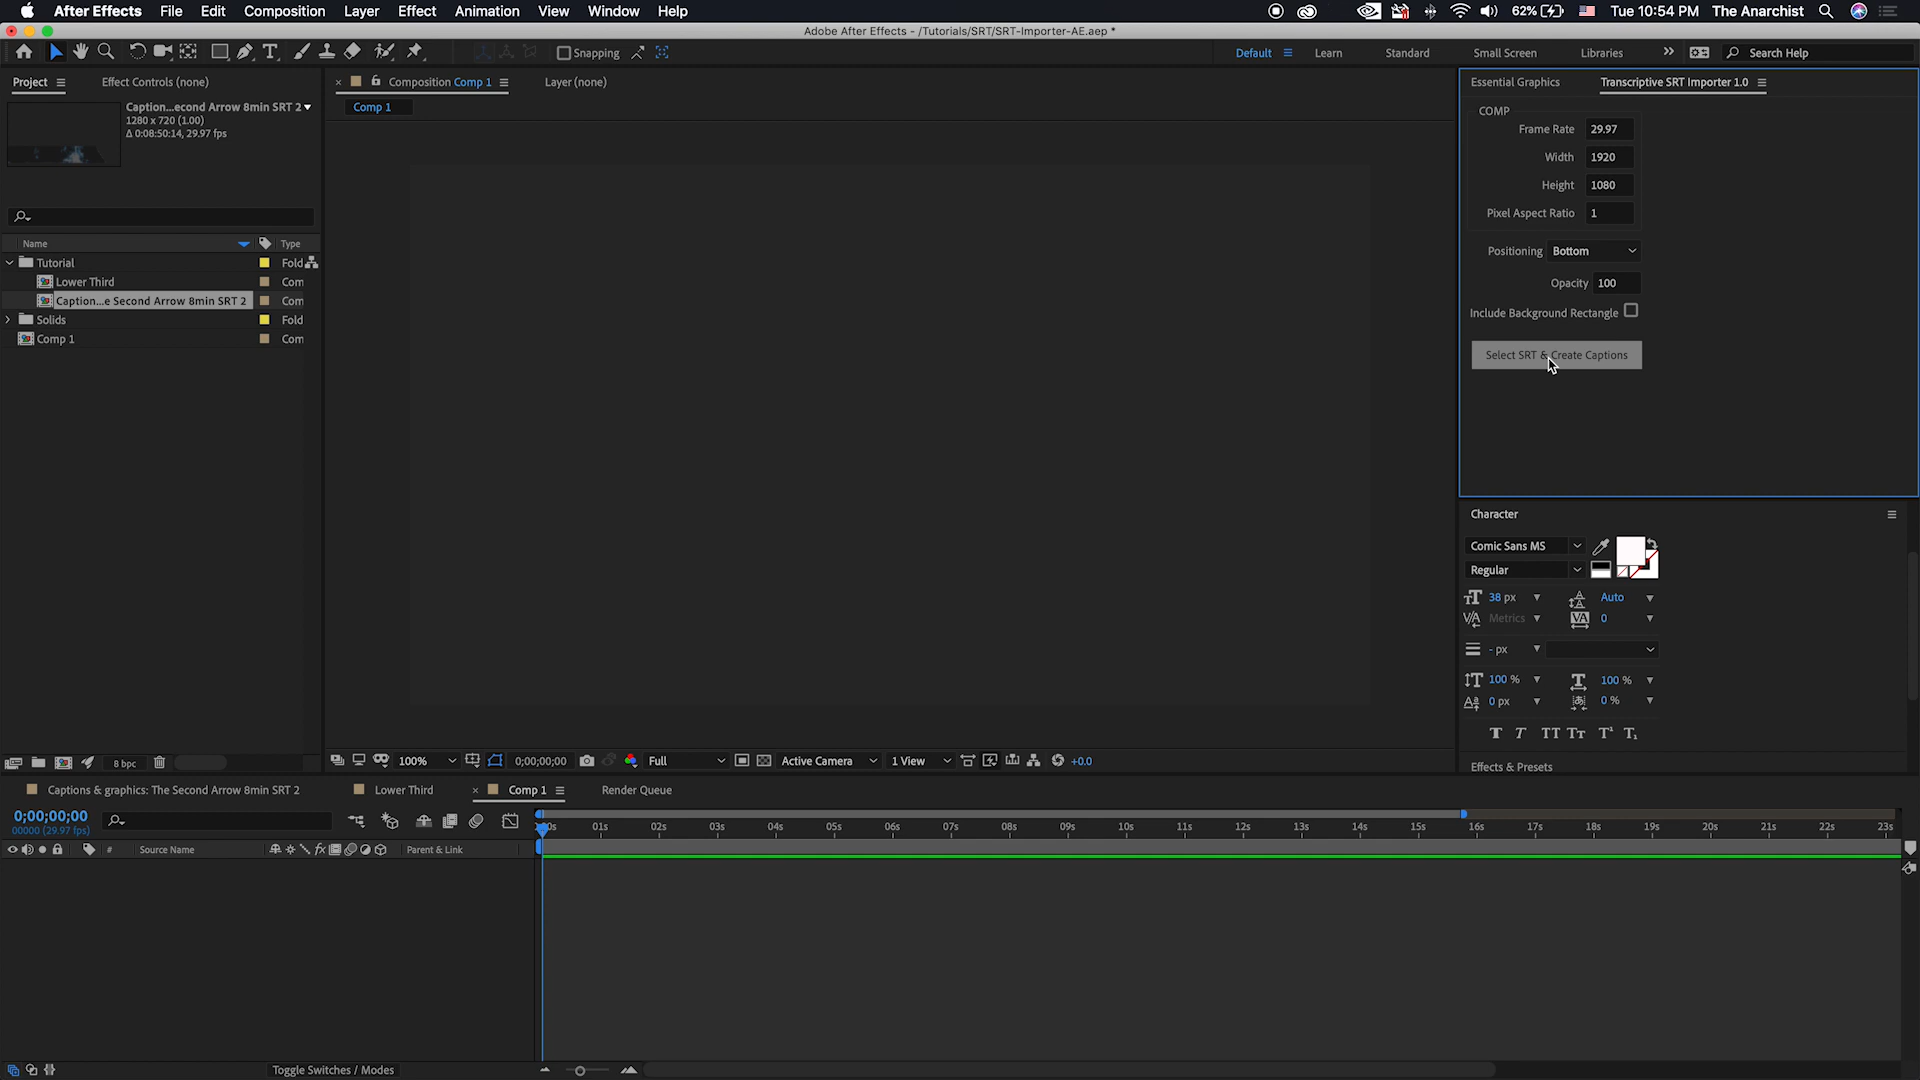 After Effects File Edit Composition Layer Effect Animation View Window Help
62% Tue 10:54 PM The Anarchist
Adobe After Effects - /Tutorials/SRT/SRT-Importer-AE.aep *
Snapping
Default Learn Standard Small Screen Libraries Search Help
Project Effect Controls (none)
Caption...econd Arrow 8min SRT 2
1280 x 720 (1.00)
Δ 0:08:50:14, 29.97 fps
Name Type
Tutorial Fold
Lower Third Com
Caption...e Second Arrow 8min SRT 2 Com
Solids Fold
Comp 1 Com
8 bpc
Composition Comp 1 Layer (none)
Comp 1
100% 0;00;00;00 Full Active Camera 1 View +0.0
Essential Graphics Transcriptive SRT Importer 1.0
COMP
Frame Rate 29.97
Width 1920
Height 1080
Pixel Aspect Ratio 1
Positioning Bottom
Opacity 100
Include Background Rectangle
Select SRT & Create Captions
Character
Comic Sans MS
Regular
38 px Auto
Metrics 0
- px
100 % 100 %
0 px 0 %
T T TT Tт T¹ T₁
Effects & Presets
Captions & graphics: The Second Arrow 8min SRT 2 Lower Third Comp 1 Render Queue
0;00;00;00
00000 (29.97 fps)
01s 02s 03s 04s 05s 06s 07s 08s 09s 10s 11s 12s 13s 14s 15s 16s 17s 18s 19s 20s 21s 22s 23s
# Source Name Parent & Link
Toggle Switches / Modes